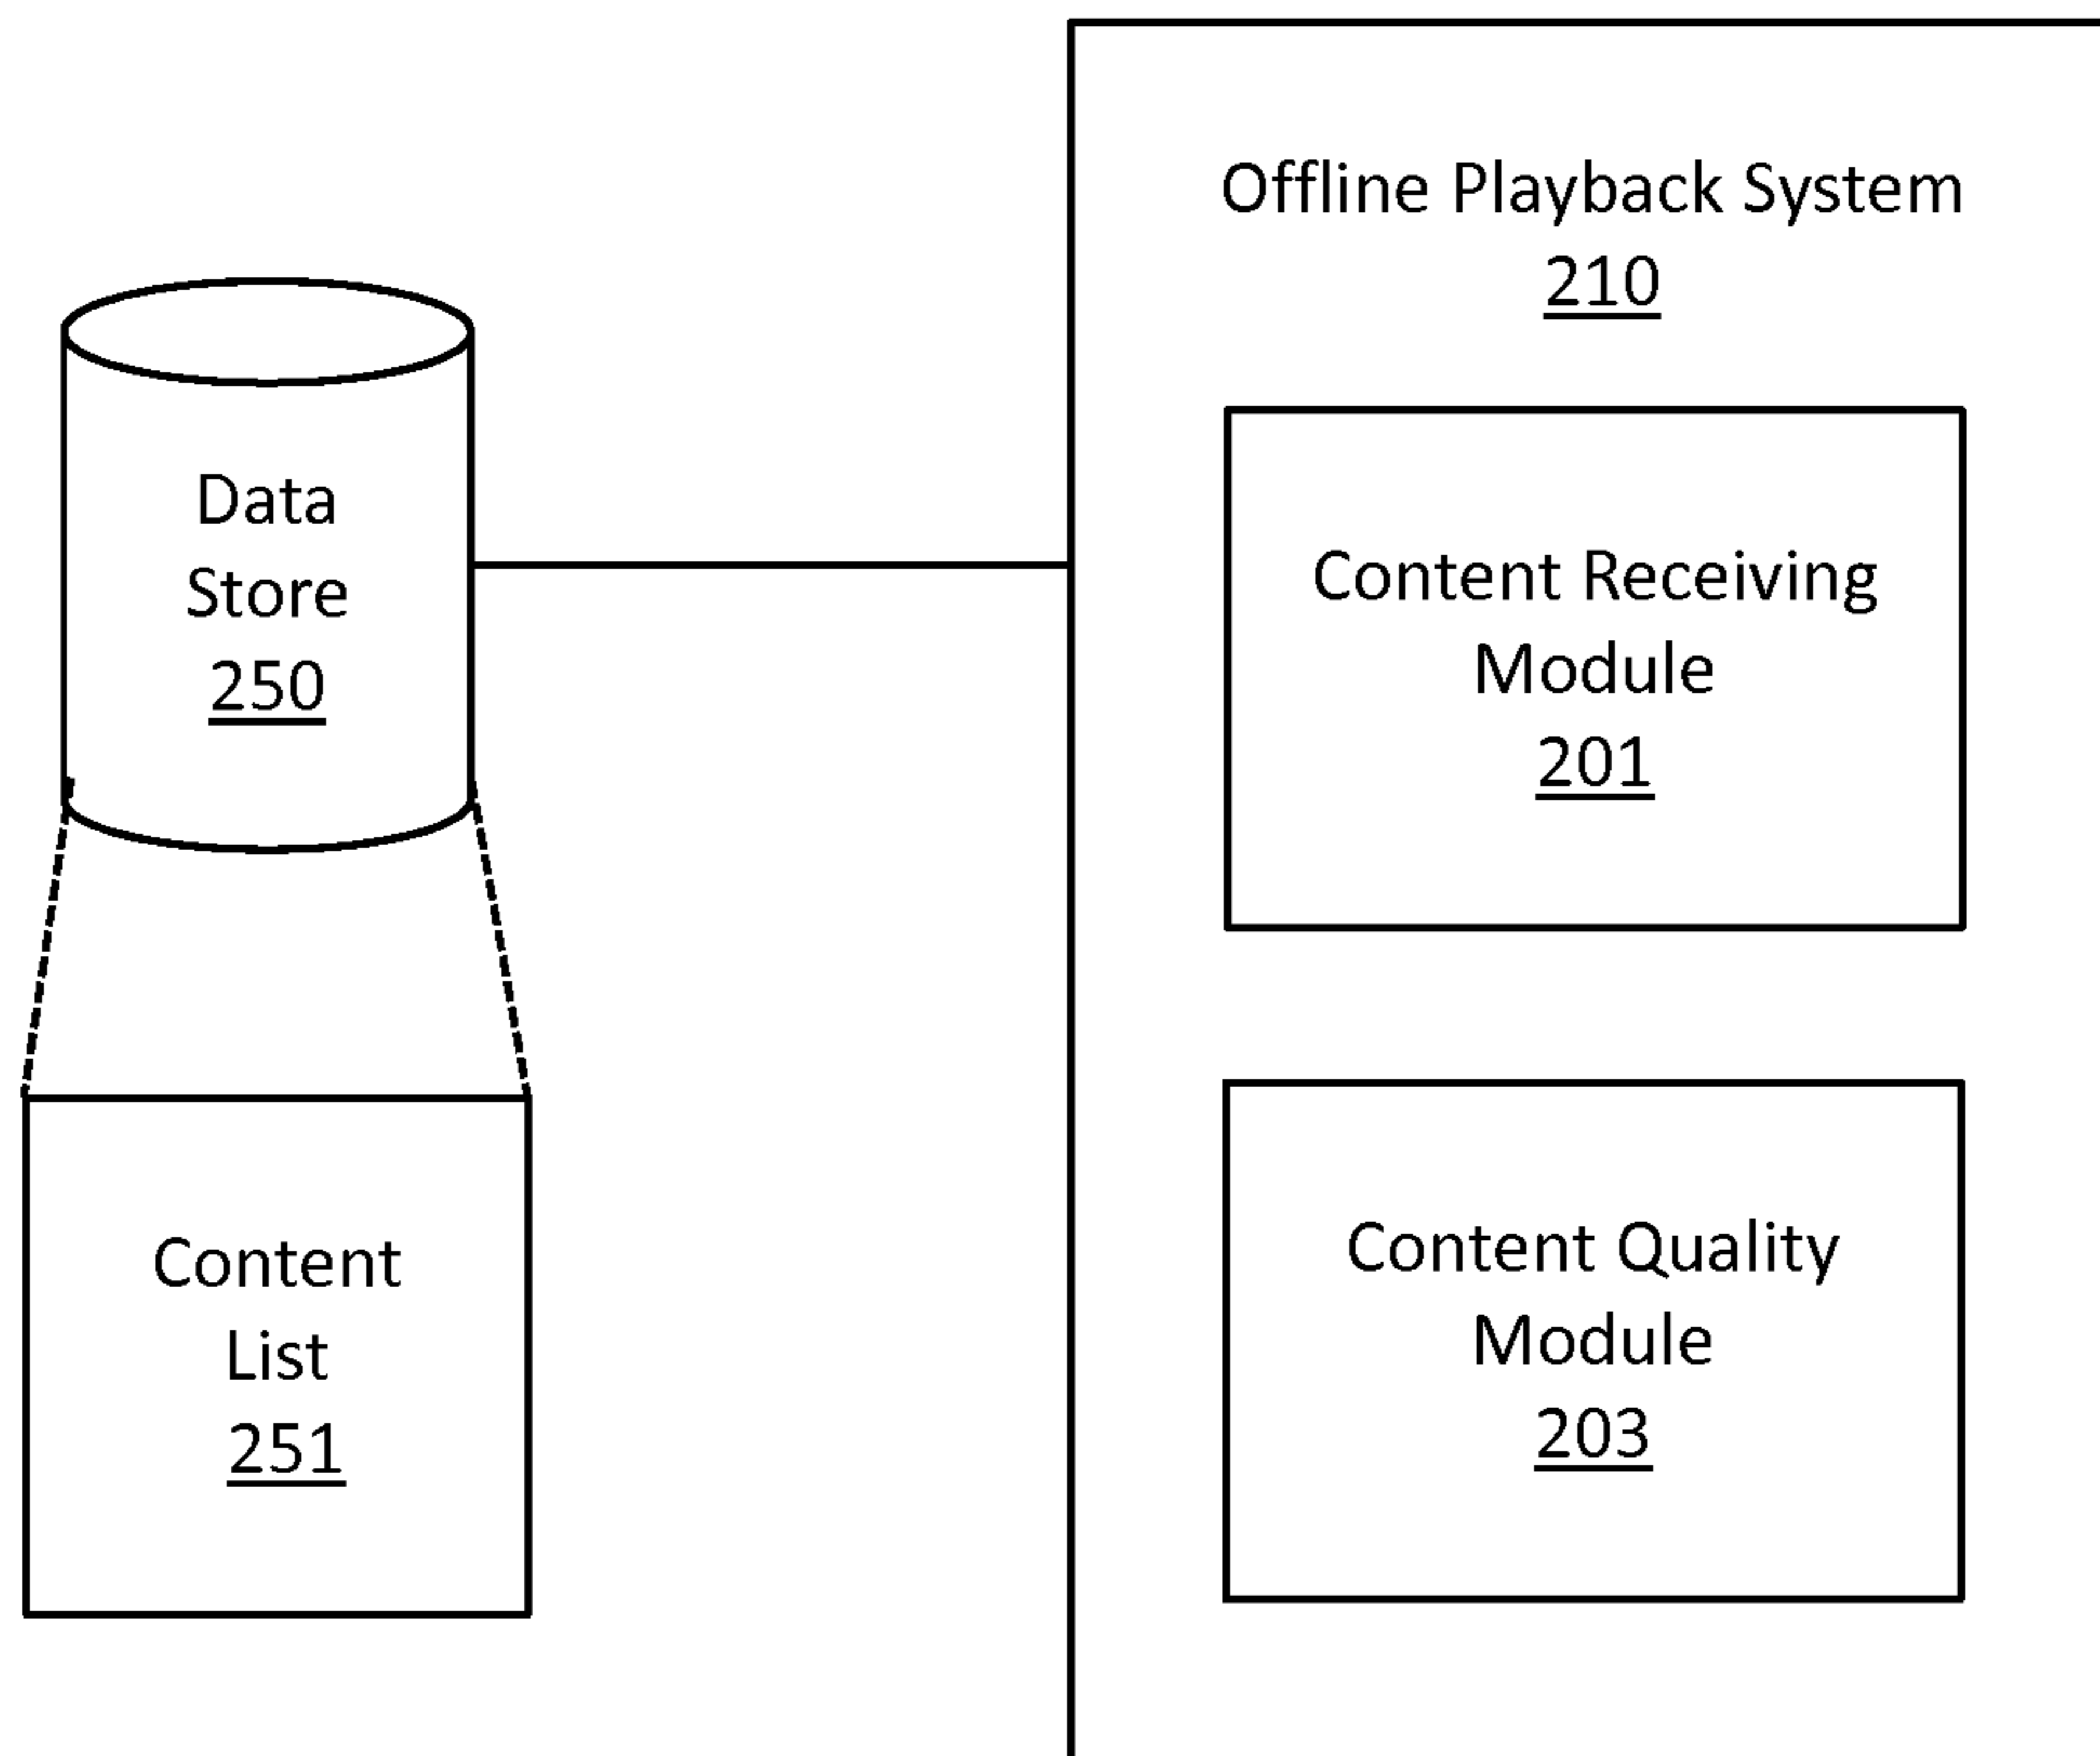 Data
Store
250
Content
List
251
Offline Playback System
210
Content Receiving
Module
201
Content Quality
Module
203